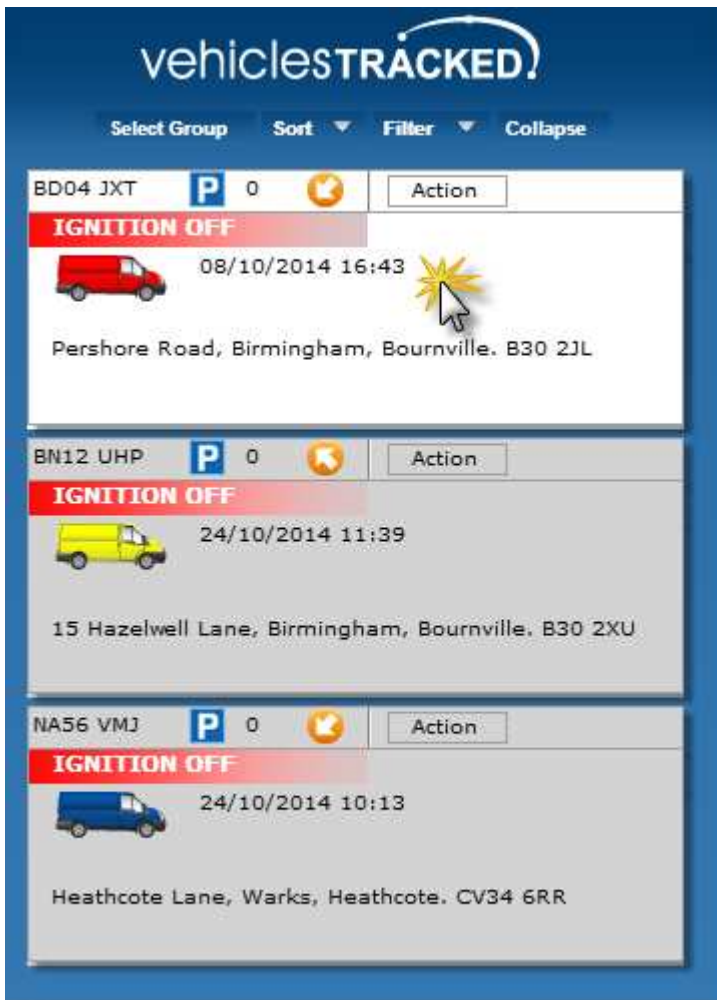 vehiclesTRACKED!
Select Group Sort Filter Collapse
BD04 JXT P 0 Action
IGNITION OFF
08/10/2014 16:43
Pershore Road, Birmingham, Bournville. B30 2JL
BN12 UHP P 0 Action
IGNITION OFF
24/10/2014 11:39
15 Hazelwell Lane, Birmingham, Bournville. B30 2XU
NA56 VMJ P 0 Action
IGNITION OFF
24/10/2014 10:13
Heathcote Lane, Warks, Heathcote. CV34 6RR